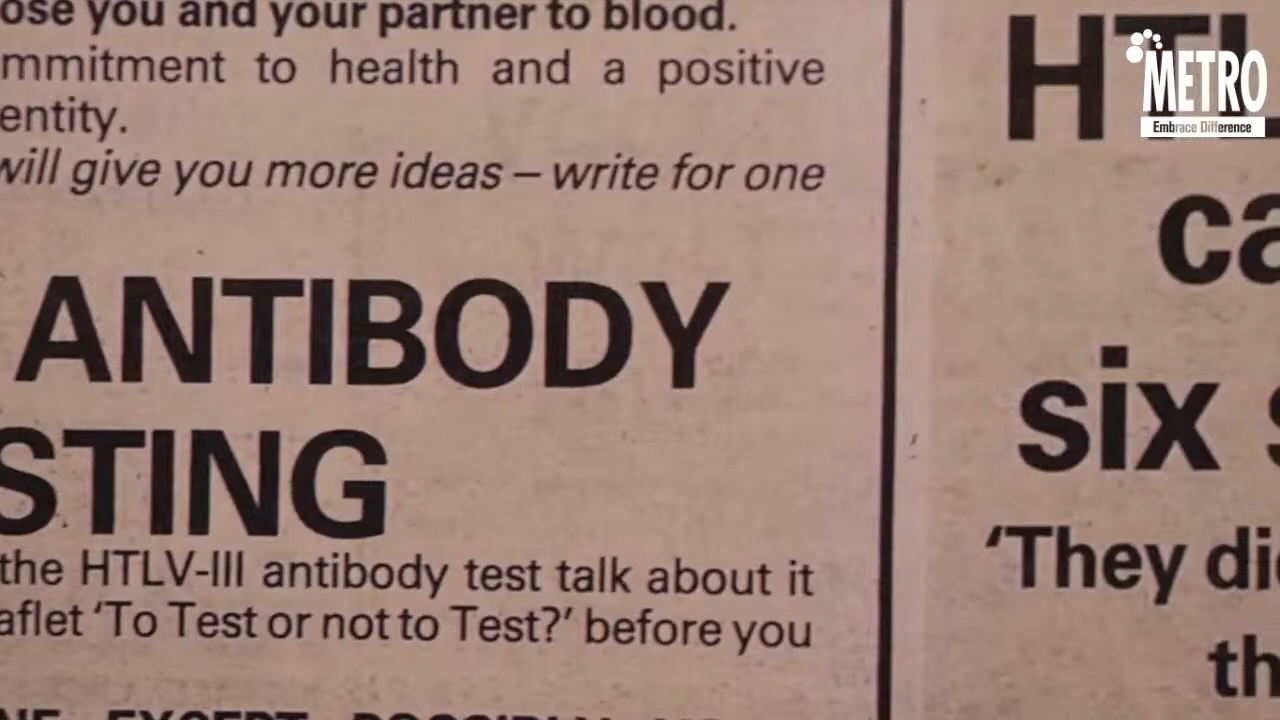 ose you and your partner to blood.
mmitment to health and a positive
entity.
will give you more ideas – write for one
ANTIBODY
STING
the HTLV-III antibody test talk about it
aflet 'To Test or not to Test?' before you
EXCEPT POSSIBLY
HTL
ca
six s
'They di
th
METRO
Embrace Difference